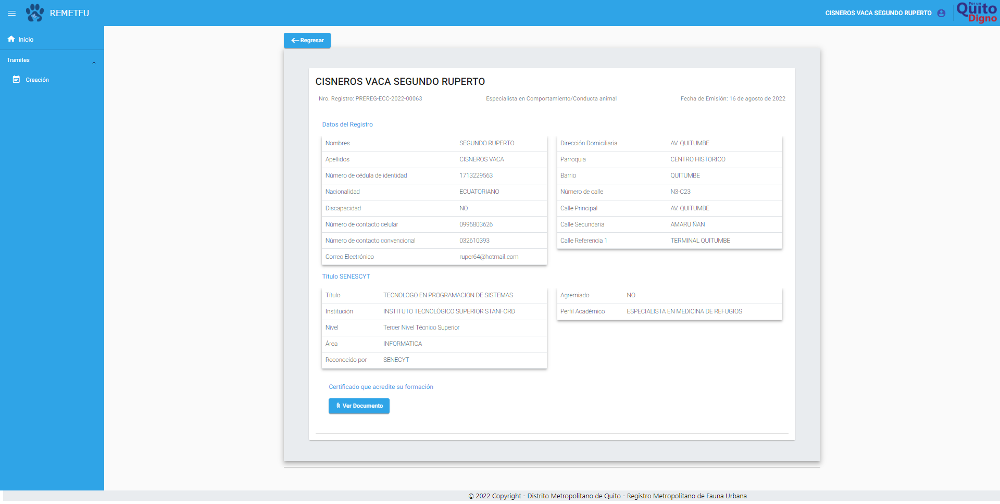 REMETFU
CISNEROS VACA SEGUNDO RUPERTO
Por un
Quito
Digno
Inicio
Tramites
Creación
Regresar
CISNEROS VACA SEGUNDO RUPERTO
Nro. Registro: PREREG-ECC-2022-00063 Especialista en Comportamiento/Conducta animal Fecha de Emisión: 16 de agosto de 2022
Datos del Registro
Nombres SEGUNDO RUPERTO
Apellidos CISNEROS VACA
Número de cédula de identidad 1713229563
Nacionalidad ECUATORIANO
Discapacidad NO
Número de contacto celular 0995803626
Número de contacto convencional 032610393
Correo Electrónico ruper64@hotmail.com
Dirección Domiciliaria AV. QUITUMBE
Parroquia CENTRO HISTORICO
Barrio QUITUMBE
Número de calle N3-C23
Calle Principal AV. QUITUMBE
Calle Secundaria AMARU ÑAN
Calle Referencia 1 TERMINAL QUITUMBE
Título SENESCYT
Título TECNOLOGO EN PROGRAMACION DE SISTEMAS
Institución INSTITUTO TECNOLÓGICO SUPERIOR STANFORD
Nivel Tercer Nivel Técnico Superior
Área INFORMATICA
Reconocido por SENECYT
Agremiado NO
Perfil Académico ESPECIALISTA EN MEDICINA DE REFUGIOS
Certificado que acredite su formación
Ver Documento
© 2022 Copyright - Distrito Metropolitano de Quito - Registro Metropolitano de Fauna Urbana